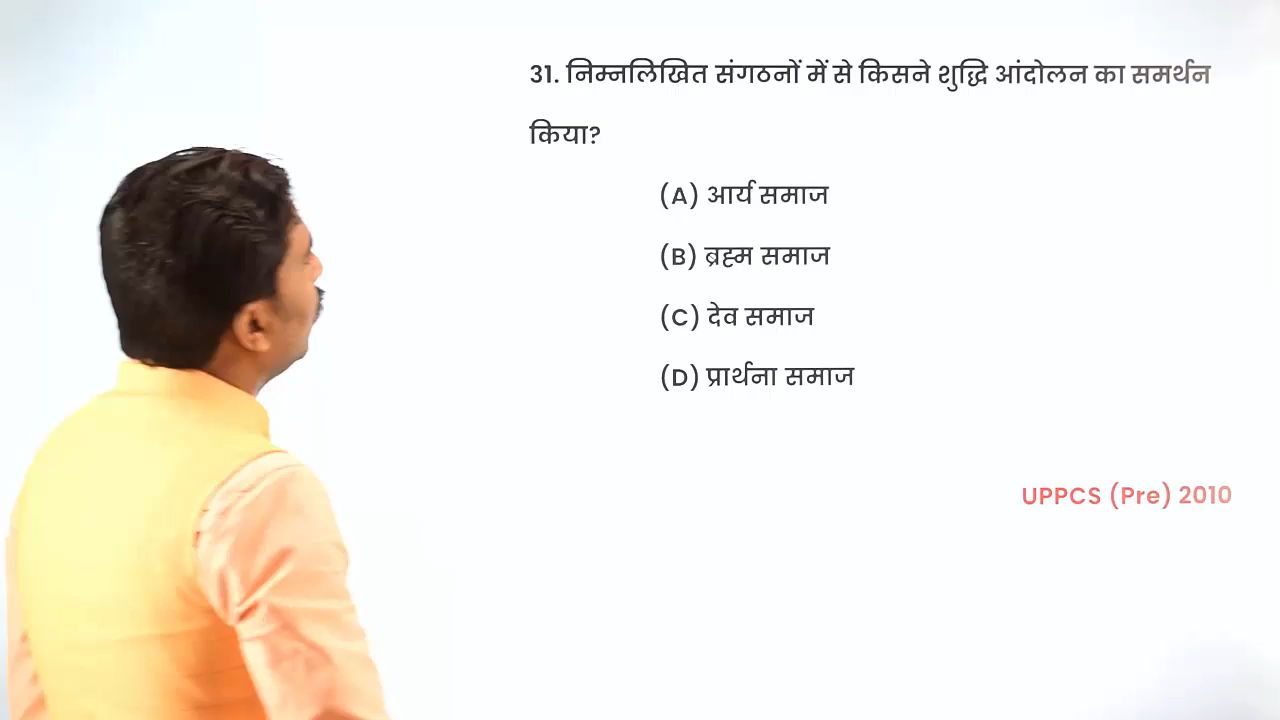 31. निम्नलिखित संगठनों में से किसने शुद्धि आंदोलन का समर्थन
किया?
(A) आर्य समाज
(B) ब्रह्म समाज
(C) देव समाज
(D) प्रार्थना समाज
UPPCS (Pre) 2010